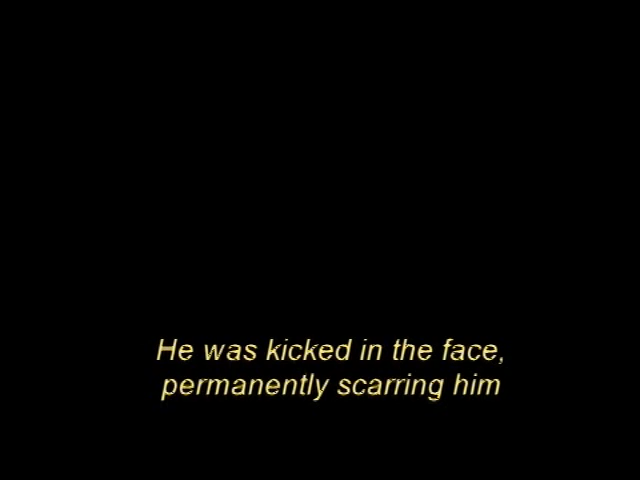 He was kicked in the face,
permanently scarring him